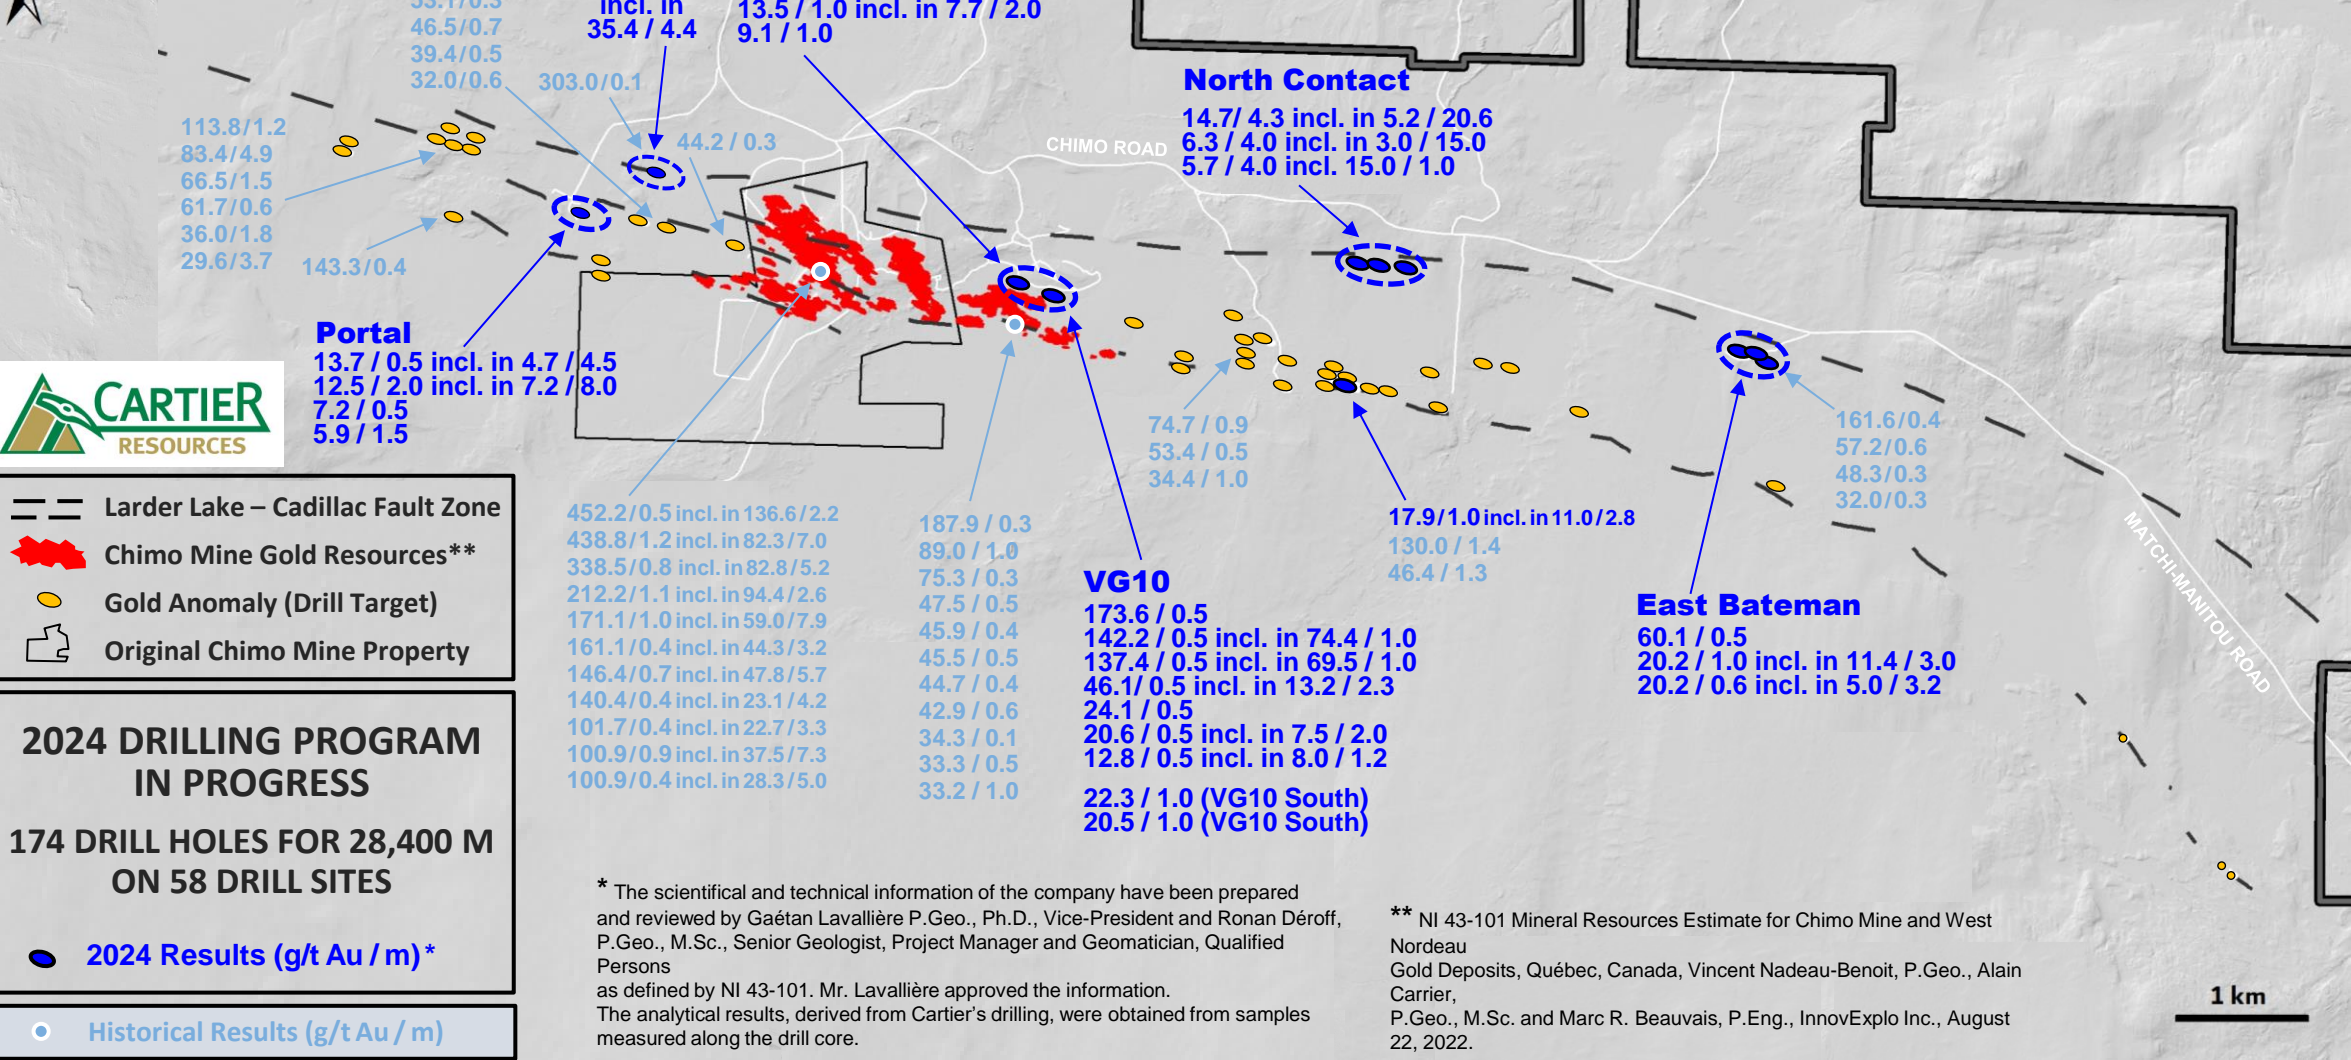 53.1/0.3
46.5/0.7
39.4/0.5
32.0/0.6
incl. in
35.4 / 4.4
13.5 / 1.0 incl. in 7.7 / 2.0
9.1 / 1.0
303.0/0.1
44.2 / 0.3
113.8/1.2
83.4/4.9
66.5/1.5
61.7/0.6
36.0/1.8
29.6/3.7
143.3/0.4
CHIMO ROAD
North Contact
14.7/ 4.3 incl. in 5.2 / 20.6
6.3 / 4.0 incl. in 3.0 / 15.0
5.7 / 4.0 incl. 15.0 / 1.0
Portal
13.7 / 0.5 incl. in 4.7 / 4.5
12.5 / 2.0 incl. in 7.2 / 8.0
7.2 / 0.5
5.9 / 1.5
CARTIER
RESOURCES
74.7 / 0.9
53.4 / 0.5
34.4 / 1.0
161.6/0.4
57.2/0.6
48.3/0.3
32.0/0.3
Larder Lake – Cadillac Fault Zone
Chimo Mine Gold Resources**
Gold Anomaly (Drill Target)
Original Chimo Mine Property
452.2/0.5 incl. in 136.6/2.2
438.8/1.2 incl. in 82.3/7.0
338.5/0.8 incl. in 82.8/5.2
212.2/1.1 incl. in 94.4/2.6
171.1/1.0 incl. in 59.0/7.9
161.1/0.4 incl. in 44.3/3.2
146.4/0.7 incl. in 47.8/5.7
140.4/0.4 incl. in 23.1/4.2
101.7/0.4 incl. in 22.7/3.3
100.9/0.9 incl. in 37.5/7.3
100.9/0.4 incl. in 28.3/5.0
187.9 / 0.3
89.0 / 1.0
75.3 / 0.3
47.5 / 0.5
45.9 / 0.4
45.5 / 0.5
44.7 / 0.4
42.9 / 0.6
34.3 / 0.1
33.3 / 0.5
33.2 / 1.0
17.9/1.0 incl. in 11.0/2.8
130.0 / 1.4
46.4 / 1.3
VG10
173.6 / 0.5
142.2 / 0.5 incl. in 74.4 / 1.0
137.4 / 0.5 incl. in 69.5 / 1.0
46.1/ 0.5 incl. in 13.2 / 2.3
24.1 / 0.5
20.6 / 0.5 incl. in 7.5 / 2.0
12.8 / 0.5 incl. in 8.0 / 1.2
22.3 / 1.0 (VG10 South)
20.5 / 1.0 (VG10 South)
East Bateman
60.1 / 0.5
20.2 / 1.0 incl. in 11.4 / 3.0
20.2 / 0.6 incl. in 5.0 / 3.2
MATCHI-MANITOU ROAD
2024 DRILLING PROGRAM
IN PROGRESS
174 DRILL HOLES FOR 28,400 M
ON 58 DRILL SITES
2024 Results (g/t Au / m)*
Historical Results (g/t Au / m)
* The scientifical and technical information of the company have been prepared
and reviewed by Gaétan Lavallière P.Geo., Ph.D., Vice-President and Ronan Déroff,
P.Geo., M.Sc., Senior Geologist, Project Manager and Geomatician, Qualified
Persons
as defined by NI 43-101. Mr. Lavallière approved the information.
The analytical results, derived from Cartier's drilling, were obtained from samples
measured along the drill core.
** NI 43-101 Mineral Resources Estimate for Chimo Mine and West
Nordeau
Gold Deposits, Québec, Canada, Vincent Nadeau-Benoit, P.Geo., Alain
Carrier,
P.Geo., M.Sc. and Marc R. Beauvais, P.Eng., InnovExplo Inc., August
22, 2022.
1 km